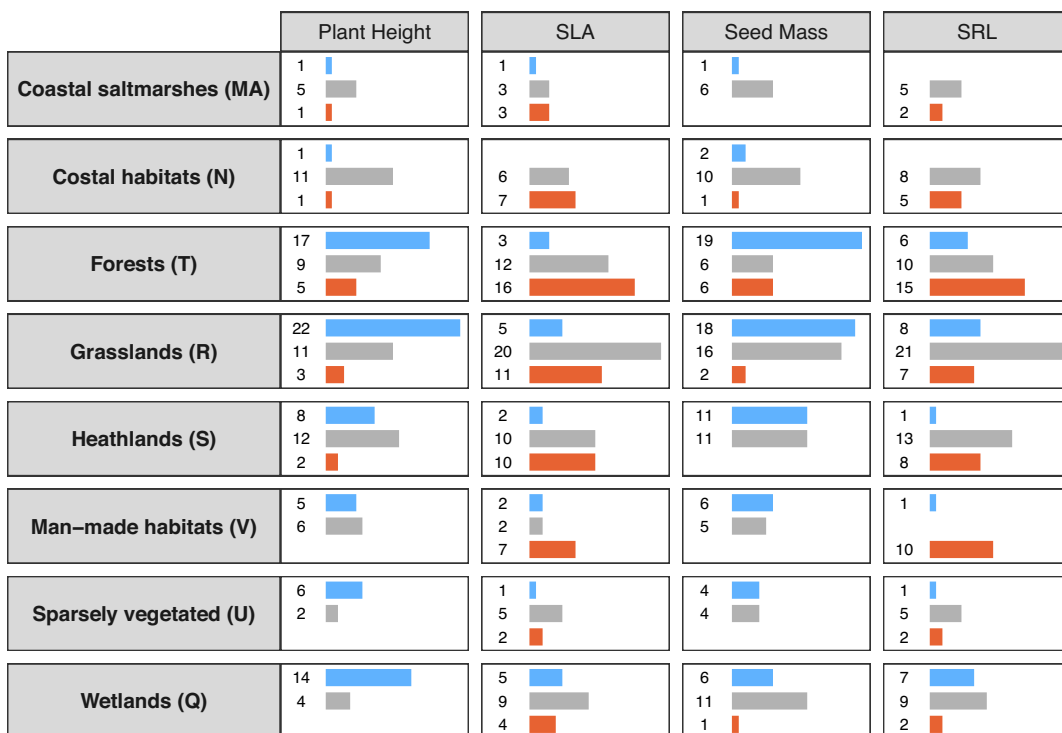 Plant Height SLA Seed Mass SRL
1 1 1
Coastal saltmarshes (MA) 5 3 6 5
1 3 2
1 2
Costal habitats (N) 11 6 10 8
1 7 1 5
17 3 19 6
Forests (T) 9 12 6 10
5 16 6 15
22 5 18 8
Grasslands (R) 11 20 16 21
3 11 2 7
8 2 11 1
Heathlands (S) 12 10 11 13
2 10 8
5 2 6 1
Man−made habitats (V) 6 2 5
7 10
6 1 4 1
Sparsely vegetated (U) 2 5 4 5
2 2
14 5 6 7
Wetlands (Q) 4 9 11 9
4 1 2